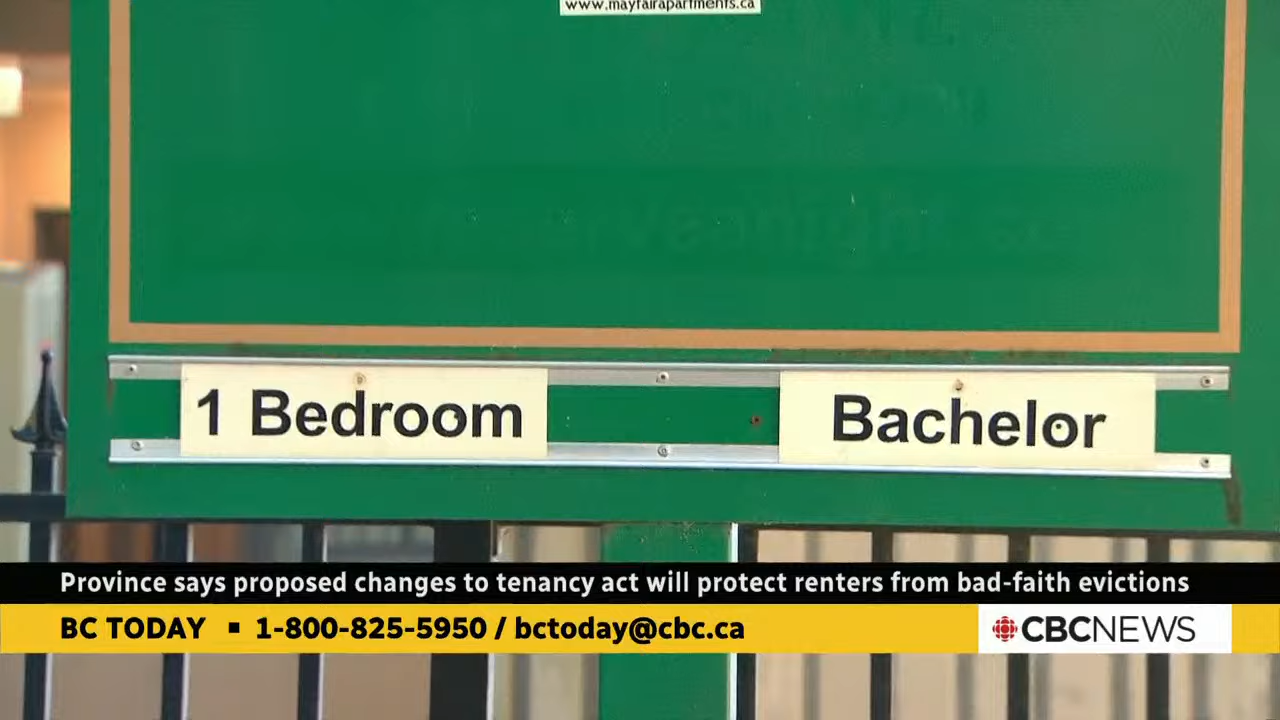 www.mayfairapartments.ca
1 Bedroom
Bachelor
Province says proposed changes to tenancy act will protect renters from bad-faith evictions
BC TODAY ▪ 1-800-825-5950 / bctoday@cbc.ca
CBCNEWS